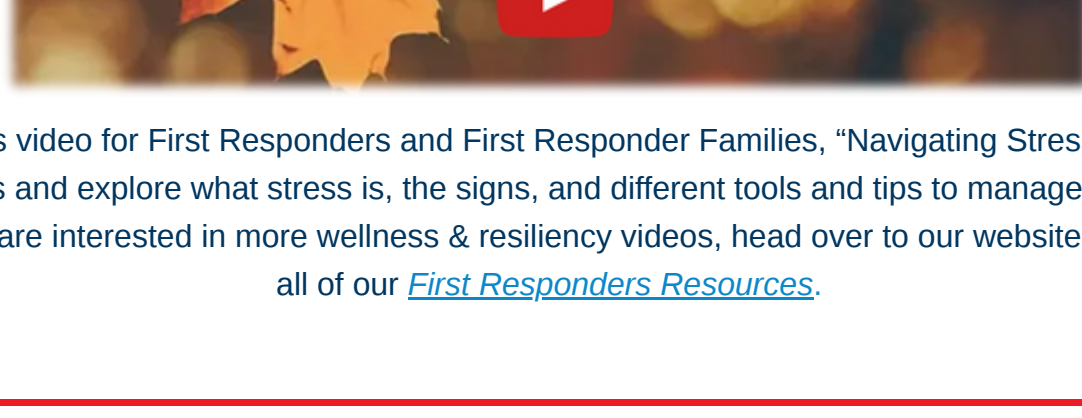 s video for First Responders and First Responder Families, “Navigating Stres
s and explore what stress is, the signs, and different tools and tips to manage
are interested in more wellness & resiliency videos, head over to our website
all of our First Responders Resources.